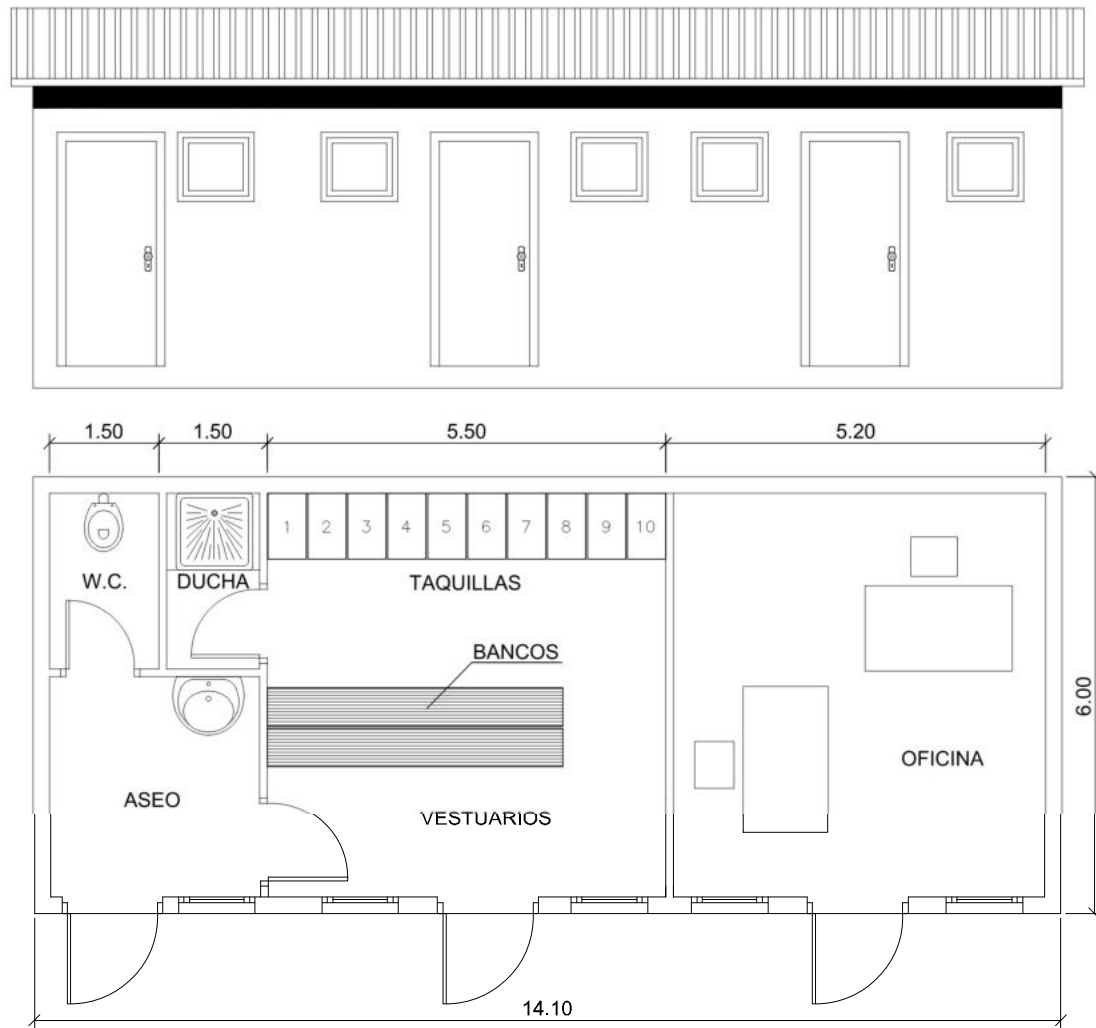 1.50 1.50 5.50 5.20
1 2 3 4 5 6 7 8 9 10
W.C. DUCHA TAQUILLAS
BANCOS
6.00
OFICINA
ASEO
VESTUARIOS
14.10